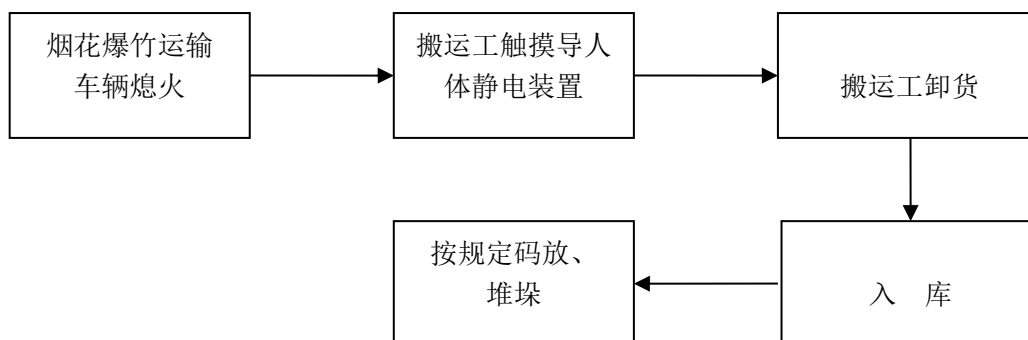 烟花爆竹运输
车辆熄火
搬运工触摸导人
体静电装置
搬运工卸货
入 库
按规定码放、
堆垛